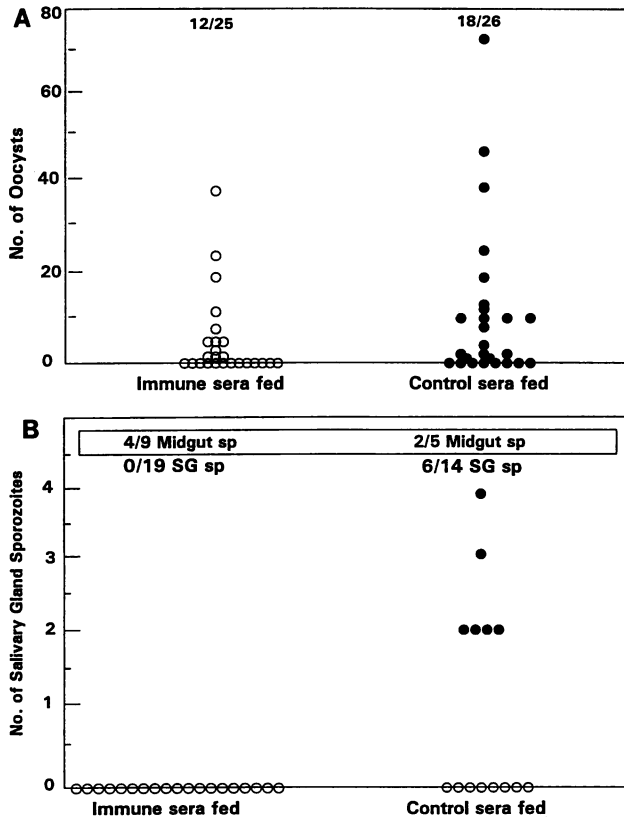 A
80
12/25
18/26
60
40
20
0
No. of Oocysts
Immune sera fed
Control sera fed
B
4/9 Midgut sp
2/5 Midgut sp
0/19 SG sp
6/14 SG sp
4
3
2
1
0
No. of Salivary Gland Sporozoites
Immune sera fed
Control sera fed